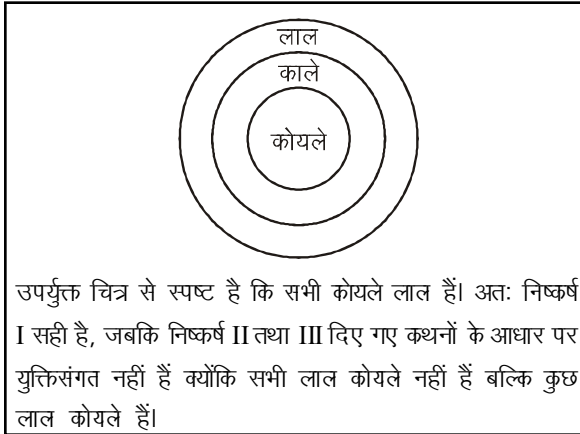 लाल
काले
कोयले
उपर्युक्त चित्र से स्पष्ट है कि सभी कोयले लाल हैं। अतः निष्कर्ष
I सही है, जबकि निष्कर्ष II तथा III दिए गए कथनों के आधार पर
युक्तिसंगत नहीं हैं क्योंकि सभी लाल कोयले नहीं हैं बल्कि कुछ
लाल कोयले हैं।